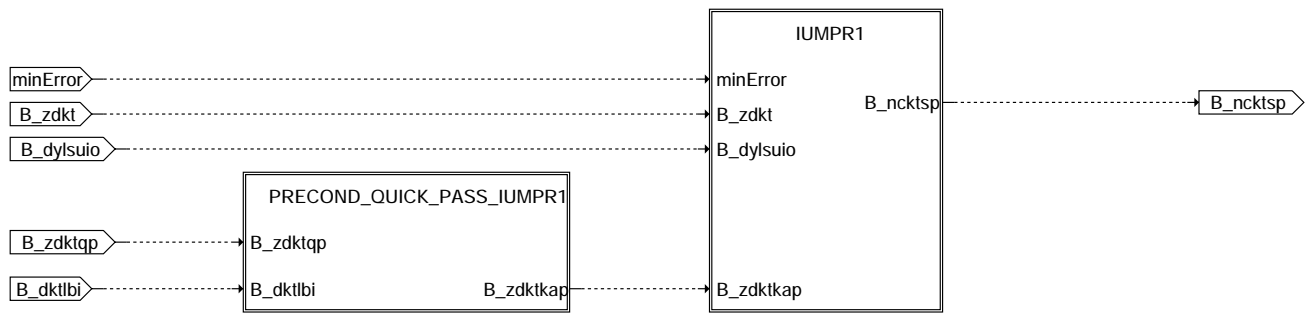 IUMPR1
minError
minError
B_ncktsp
B_ncktsp
B_zdkt
B_zdkt
B_dylsuio
B_dylsuio
PRECOND_QUICK_PASS_IUMPR1
B_zdktqp
B_zdktqp
B_dktlbi
B_dktlbi
B_zdktkap
B_zdktkap